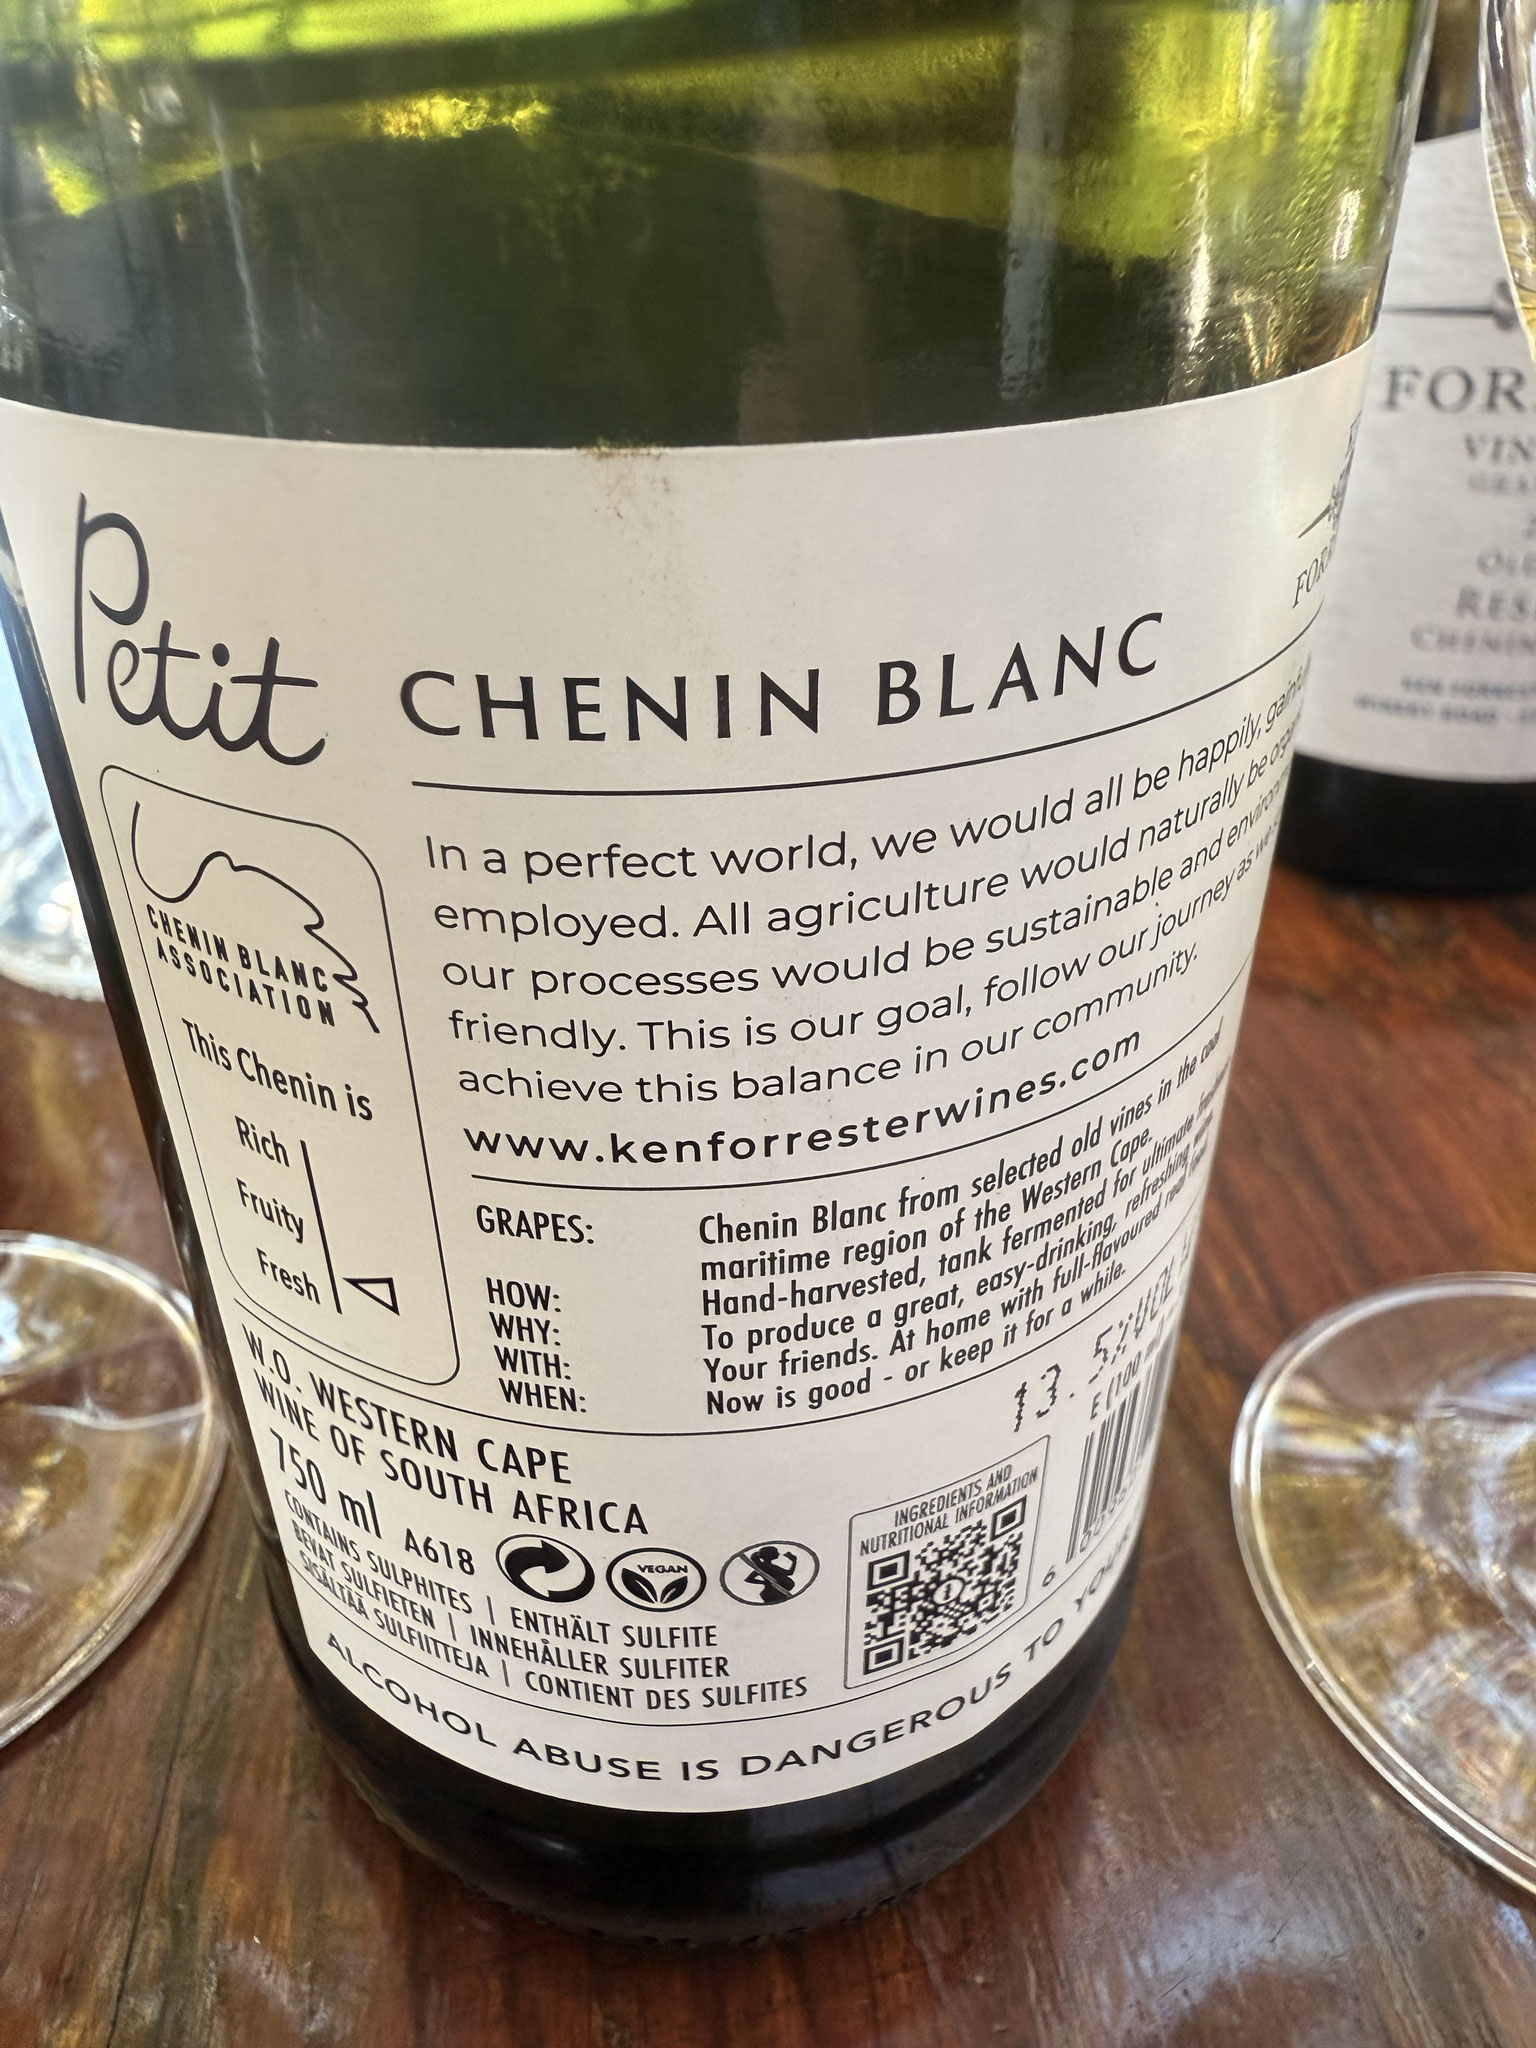 Petit CHENIN BLANC
In a perfect world, we would all be happily,
employed. All agriculture would naturally be
our processes would be sustainable and
friendly. This is our goal, follow our journey as we
achieve this balance in our community.
www.kenforresterwines.com
CHENIN BLANC
ASSOCIATION
This Chenin is
Rich
Fruity
Fresh
GRAPES: Chenin Blanc from selected old vines in the cool
maritime region of the Western Cape.
HOW: Hand-harvested, tank fermented for ultimate
WHY: To produce a great, easy-drinking, refreshing wine.
WITH: Your friends. At home with full-flavoured real
WHEN: Now is good - or keep it for a while.
W.O. WESTERN CAPE
WINE OF SOUTH AFRICA
750 ml A618
VEGAN
CONTAINS SULPHITES | ENTHÄLT SULFITE
BEVAT SULFIETEN | INNEHÅLLER SULFITER
SISÄLTÄÄ SULFIITTEJA | CONTIENT DES SULFITES
13.5%
E (100 ml)
INGREDIENTS AND
NUTRITIONAL INFORMATION
6
ALCOHOL ABUSE IS DANGEROUS TO